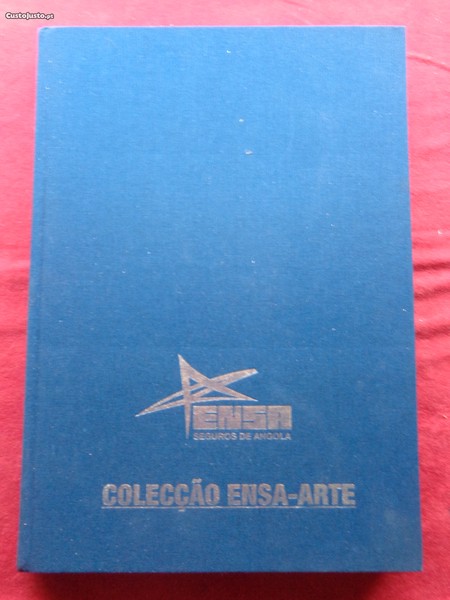 CustoJusto.pt
ENSA
SEGUROS DE ANGOLA
COLECÇÃO ENSA-ARTE